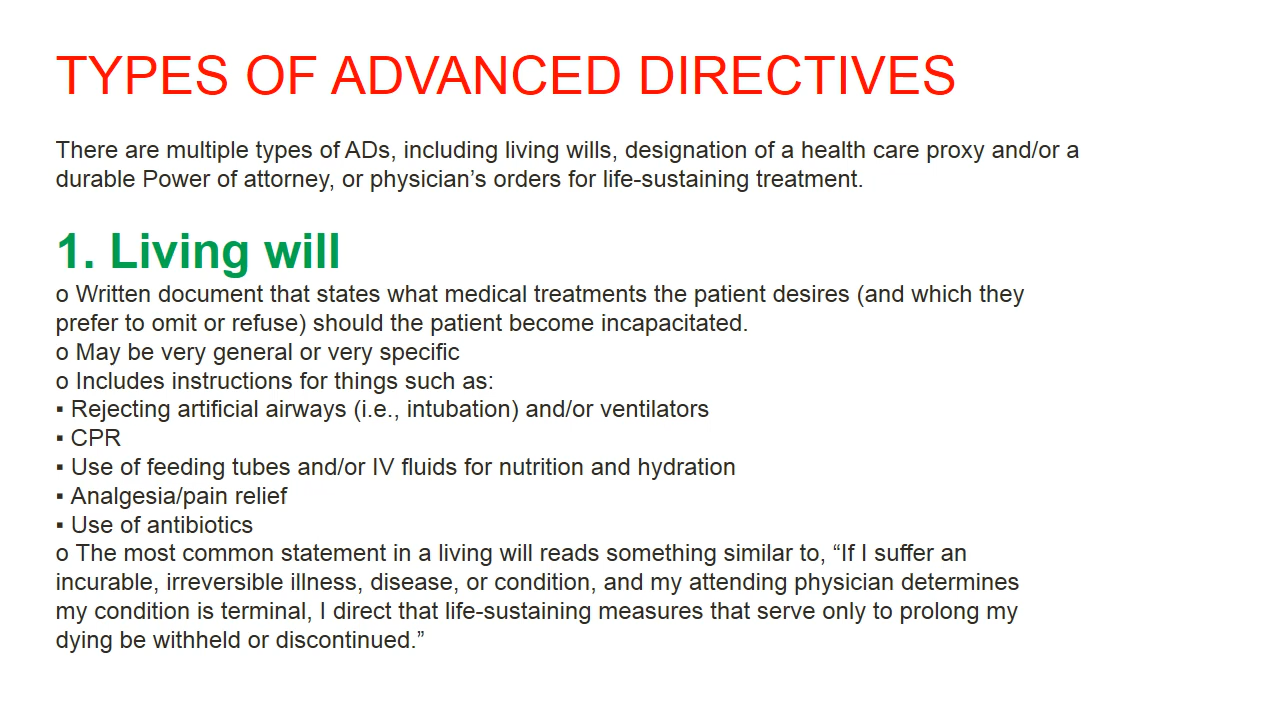 TYPES OF ADVANCED DIRECTIVES
There are multiple types of ADs, including living wills, designation of a health care proxy and/or a
durable Power of attorney, or physician’s orders for life-sustaining treatment.
1. Living will
o Written document that states what medical treatments the patient desires (and which they
prefer to omit or refuse) should the patient become incapacitated.
o May be very general or very specific
o Includes instructions for things such as:
▪ Rejecting artificial airways (i.e., intubation) and/or ventilators
▪ CPR
▪ Use of feeding tubes and/or IV fluids for nutrition and hydration
▪ Analgesia/pain relief
▪ Use of antibiotics
o The most common statement in a living will reads something similar to, “If I suffer an
incurable, irreversible illness, disease, or condition, and my attending physician determines
my condition is terminal, I direct that life-sustaining measures that serve only to prolong my
dying be withheld or discontinued.”